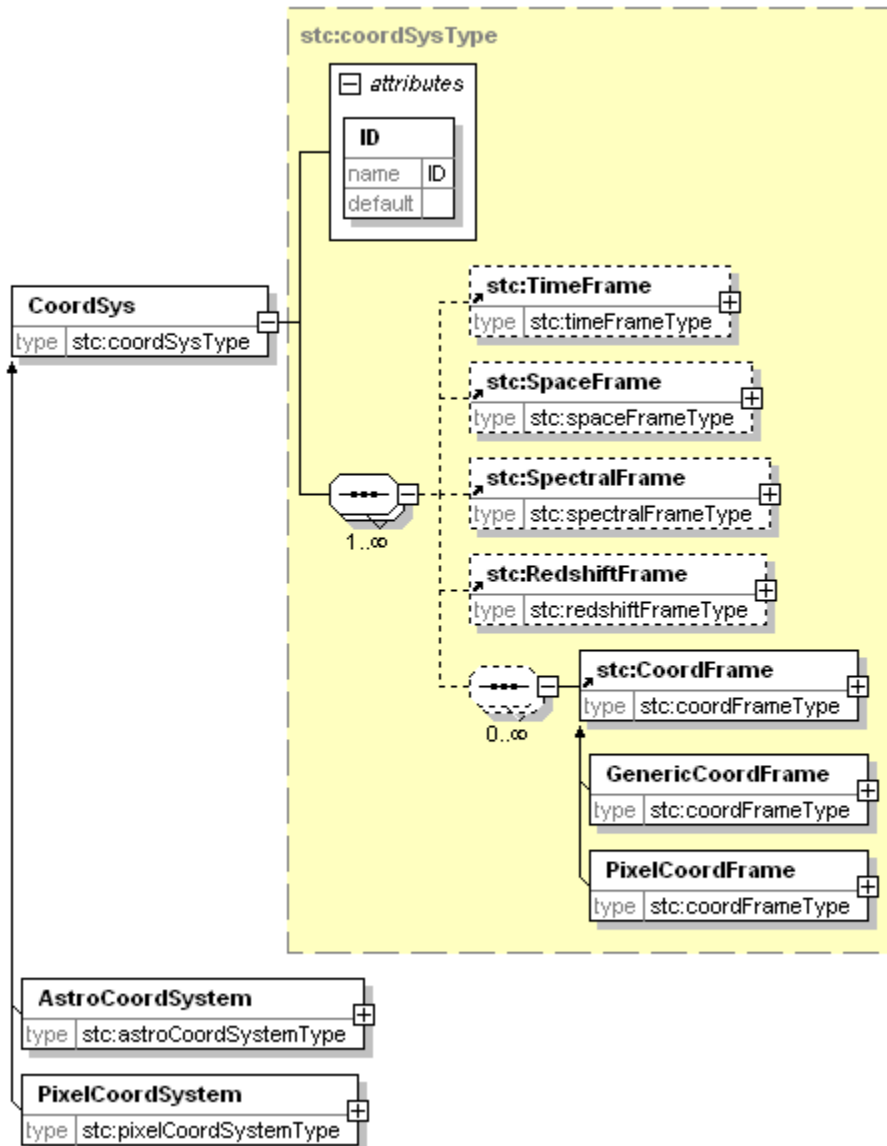 stc:coordSysType
attributes
ID
name ID
default
CoordSys
type stc:coordSysType
stc:TimeFrame
type stc:timeFrameType
stc:SpaceFrame
type stc:spaceFrameType
stc:SpectralFrame
type stc:spectralFrameType
1..∞
stc:RedshiftFrame
type stc:redshiftFrameType
stc:CoordFrame
type stc:coordFrameType
0..∞
GenericCoordFrame
type stc:coordFrameType
PixelCoordFrame
type stc:coordFrameType
AstroCoordSystem
type stc:astroCoordSystemType
PixelCoordSystem
type stc:pixelCoordSystemType